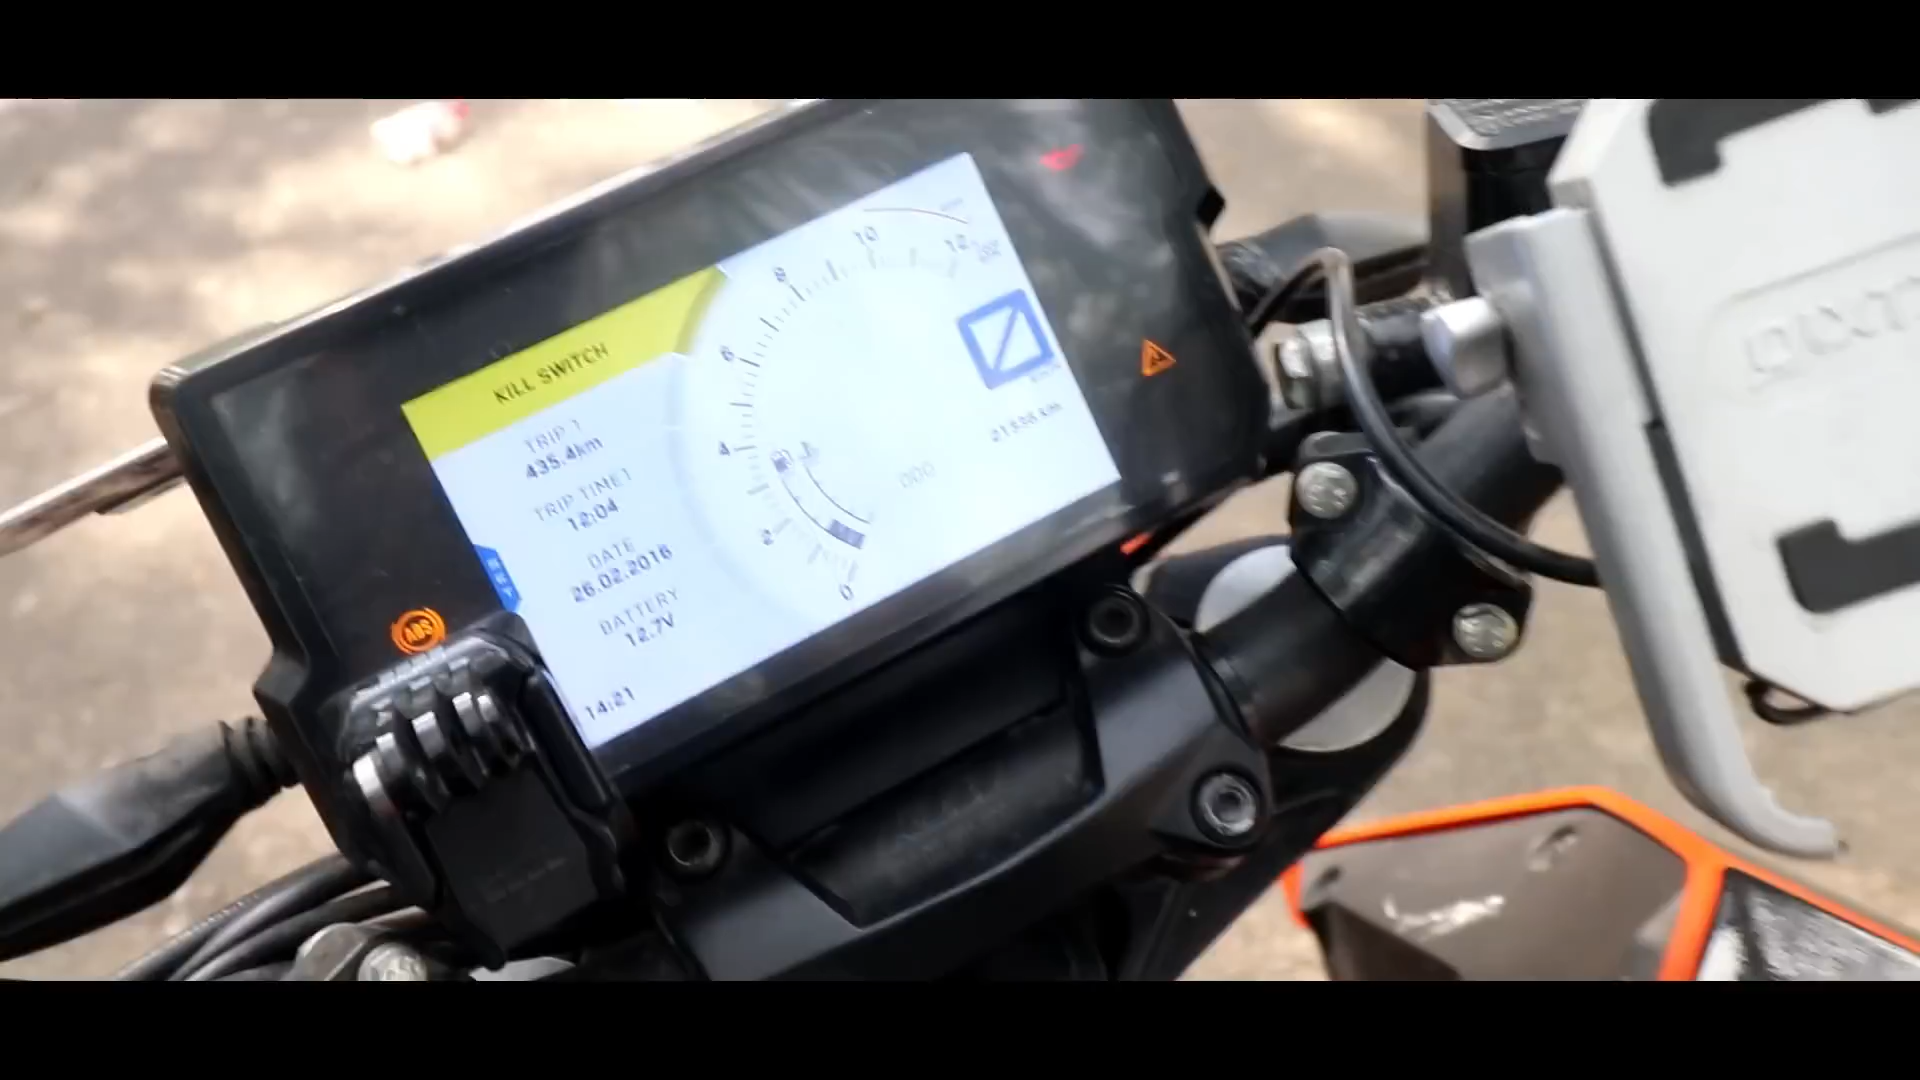 KILL SWITCH
TRIP 1
435.4km
TRIP TIME1
12:04
DATE
26.02.2016
BATTERY
12.7V
14:21
0
2
4
6
8
10
12
ODO
ABS